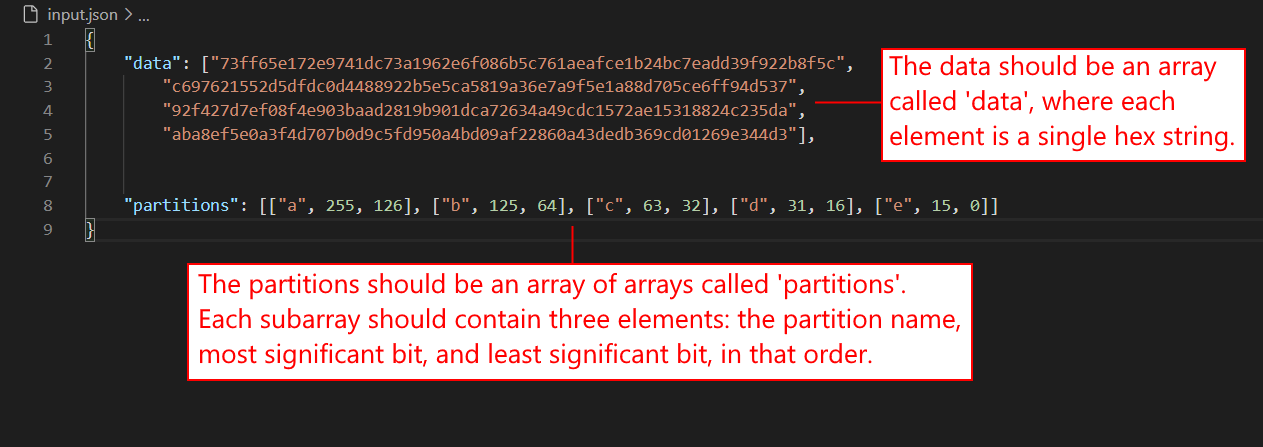 input.json > ...
1 {
2 "data": ["73ff65e172e9741dc73a1962e6f086b5c761aeafce1b24bc7eadd39f922b8f5c",
3 "c697621552d5dfdc0d4488922b5e5ca5819a36e7a9f5e1a88d705ce6ff94d537",
4 "92f427d7ef08f4e903baad2819b901dca72634a49cdc1572ae15318824c235da",
5 "aba8ef5e0a3f4d707b0d9c5fd950a4bd09af22860a43dedb369cd01269e344d3"],
6
7
8 "partitions": [["a", 255, 126], ["b", 125, 64], ["c", 63, 32], ["d", 31, 16], ["e", 15, 0]]
9 }
The data should be an array
called 'data', where each
element is a single hex string.
The partitions should be an array of arrays called 'partitions'.
Each subarray should contain three elements: the partition name,
most significant bit, and least significant bit, in that order.